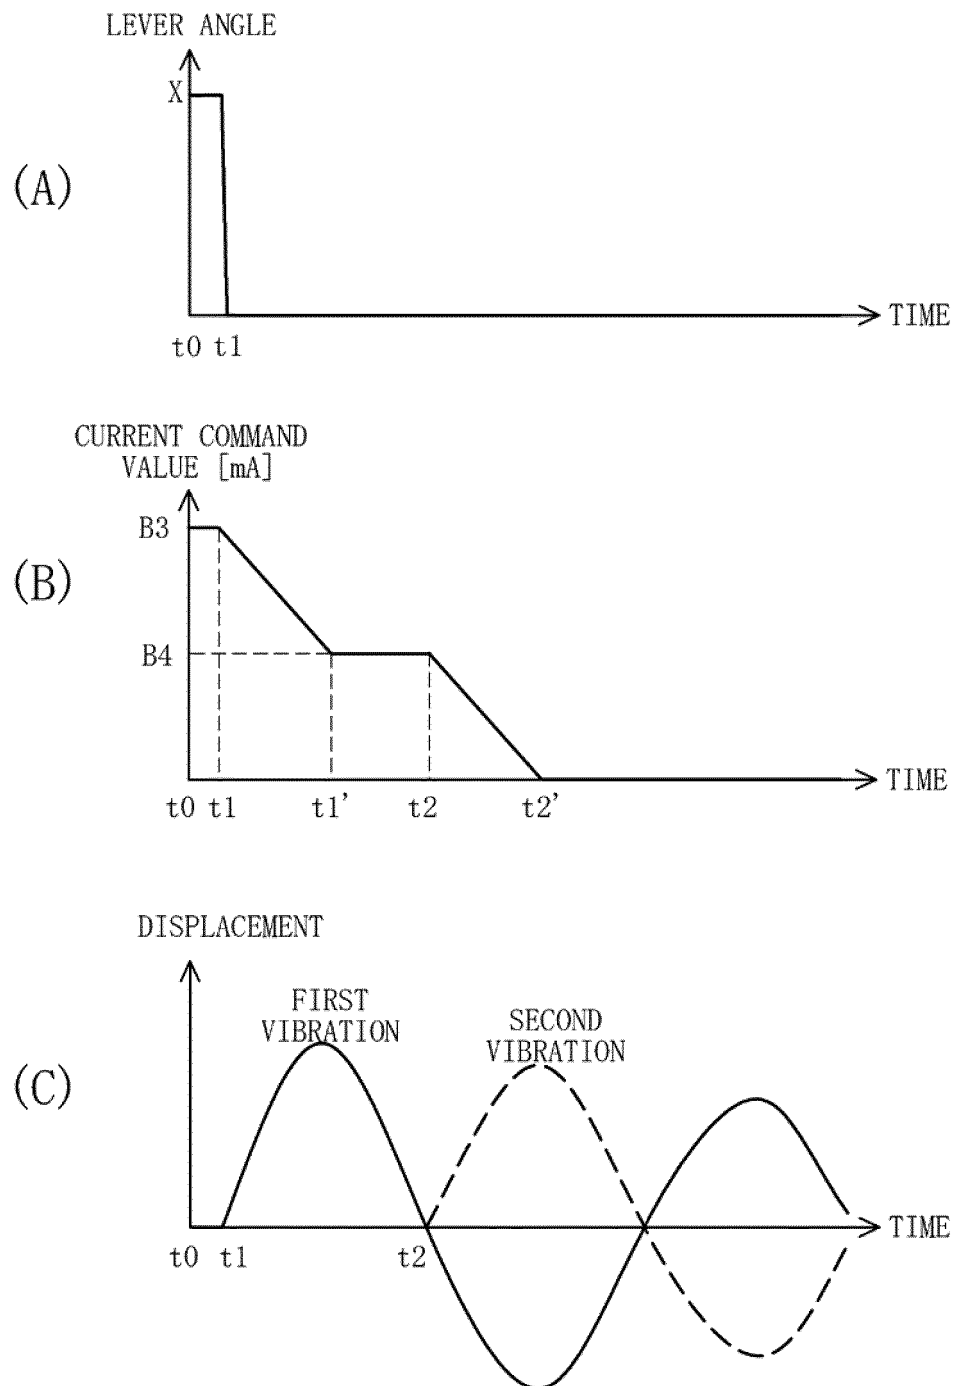 LEVER ANGLE
X
(A)
TIME
t0 t1
CURRENT COMMAND
VALUE [mA]
B3
(B)
B4
TIME
t0 t1 t1' t2 t2'
DISPLACEMENT
FIRST
VIBRATION
SECOND
VIBRATION
(C)
TIME
t0 t1 t2